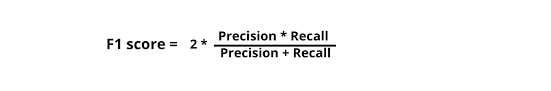 Precision * Recall
F1 score = 2 *
Precision + Recall